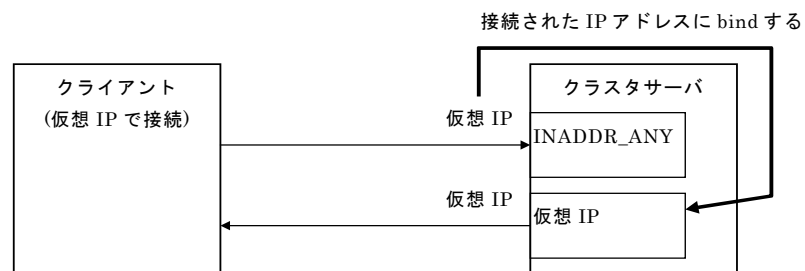 接続された IP アドレスに bind する
クライアント
(仮想 IP で接続)
クラスタサーバ
仮想 IP
INADDR_ANY
仮想 IP
仮想 IP